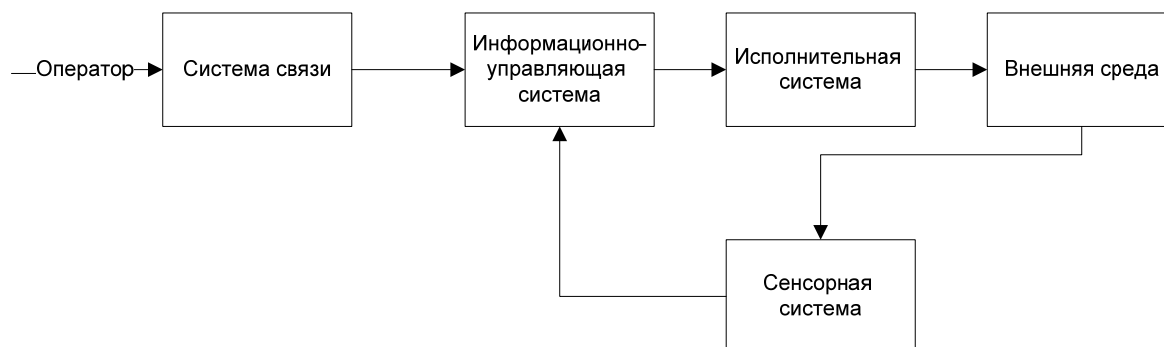 Оператор
Система связи
Информационно-
управляющая
система
Исполнительная
система
Внешняя среда
Сенсорная
система